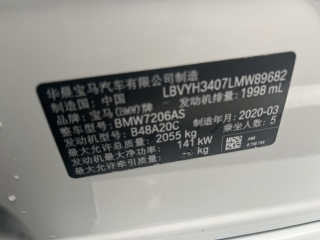 华晨宝马汽车有限公司制造
制造国: 中国 LBVYH3407LMW89682
品牌: 宝马(BMW)牌 发动机排量: 1998 mL
整车型号: BMW7206AS
发动机型号: B48A20C 制造年月: 2020-03
最大允许总质量: 2055 kg 乘坐人数: 5
发动机最大净功率: 141 kW
最大允许牵引质量: -- kg